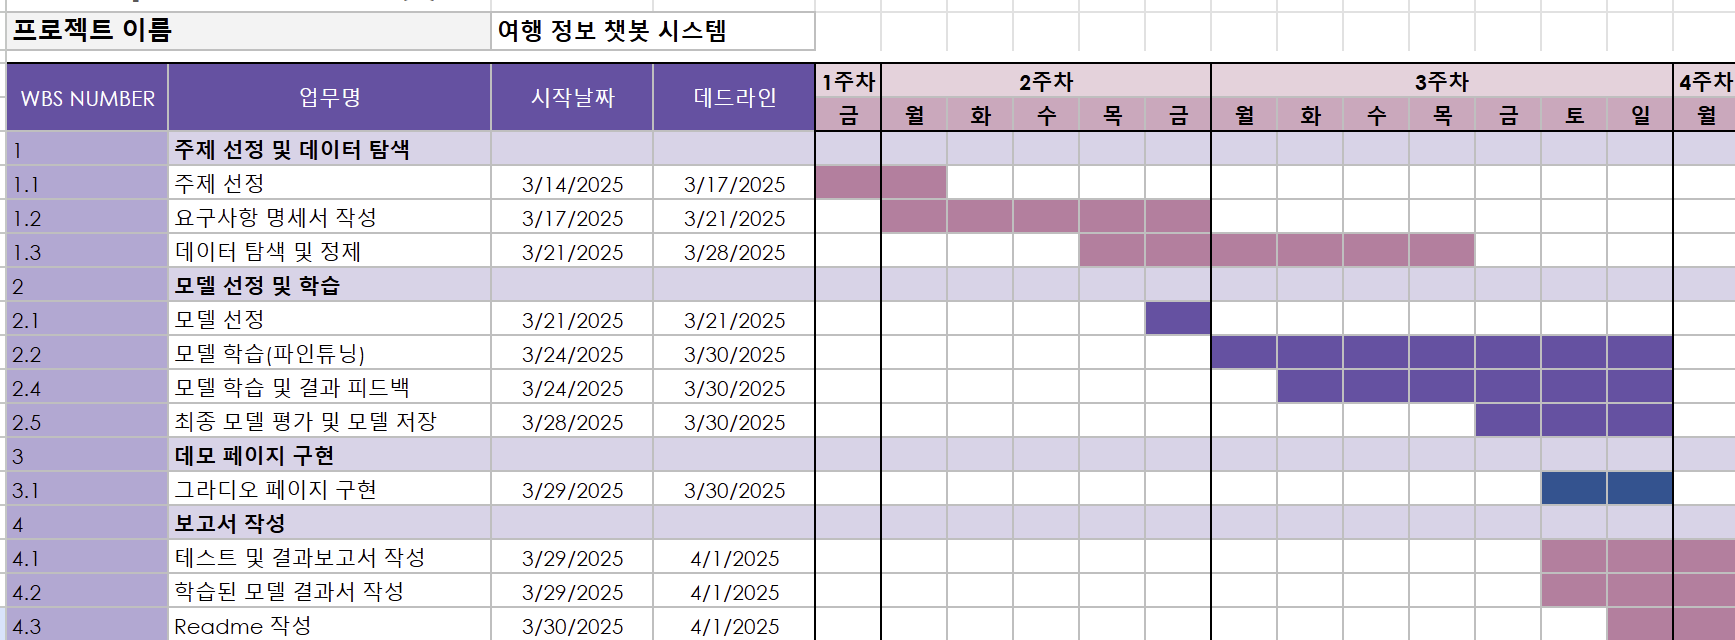 프로젝트 이름 여행 정보 챗봇 시스템
WBS NUMBER 업무명 시작날짜 데드라인 1주차 2주차 3주차 4주차
금 월 화 수 목 금 월 화 수 목 금 토 일 월
1 주제 선정 및 데이터 탐색
1.1 주제 선정 3/14/2025 3/17/2025
1.2 요구사항 명세서 작성 3/17/2025 3/21/2025
1.3 데이터 탐색 및 정제 3/21/2025 3/28/2025
2 모델 선정 및 학습
2.1 모델 선정 3/21/2025 3/21/2025
2.2 모델 학습(파인튜닝) 3/24/2025 3/30/2025
2.4 모델 학습 및 결과 피드백 3/24/2025 3/30/2025
2.5 최종 모델 평가 및 모델 저장 3/28/2025 3/30/2025
3 데모 페이지 구현
3.1 그라디오 페이지 구현 3/29/2025 3/30/2025
4 보고서 작성
4.1 테스트 및 결과보고서 작성 3/29/2025 4/1/2025
4.2 학습된 모델 결과서 작성 3/29/2025 4/1/2025
4.3 Readme 작성 3/30/2025 4/1/2025